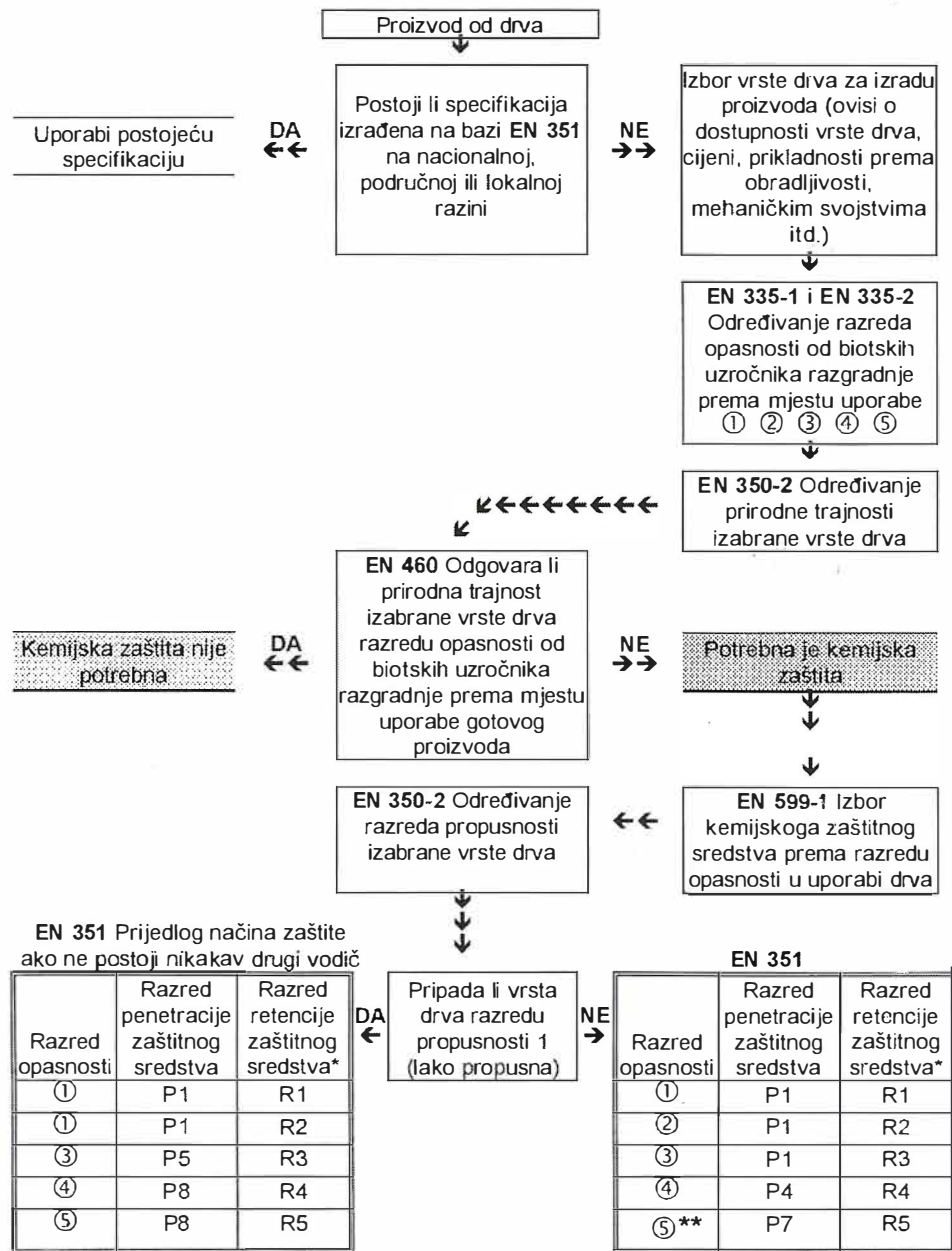 Proizvod od drva
Uporabi postojeću
specifikaciju
DA
Postoji li specifikacija
izrađena na bazi EN 351
na nacionalnoj,
područnoj ili lokalnoj
razini
NE
Izbor vrste drva za izradu
proizvoda (ovisi o
dostupnosti vrste drva,
cijeni, prikladnosti prema
obradljivosti,
mehaničkim svojstvima
itd.)
EN 335-1 i EN 335-2
Određivanje razreda
opasnosti od biotskih
uzročnika razgradnje
prema mjestu uporabe
① ② ③ ④ ⑤
EN 350-2 Određivanje
prirodne trajnosti
izabrane vrste drva
EN 460 Odgovara li
prirodna trajnost
izabrane vrste drva
razredu opasnosti od
biotskih uzročnika
razgradnje prema mjestu
uporabe gotovog
proizvoda
DA
Kemijska zaštita nije
potrebna
NE
Potrebna je kemijska
zaštita
EN 599-1 Izbor
kemijskoga zaštitnog
sredstva prema razredu
opasnosti u uporabi drva
EN 350-2 Određivanje
razreda propusnosti
izabrane vrste drva
Pripada li vrsta
drva razredu
propusnosti 1
(lako propusna)
DA
NE
EN 351 Prijedlog načina zaštite
ako ne postoji nikakav drugi vodič
Razred
opasnosti
Razred
penetracije
zaštitnog
sredstva
Razred
retencije
zaštitnog
sredstva*
① P1 R1
① P1 R2
③ P5 R3
④ P8 R4
⑤ P8 R5
EN 351
Razred
opasnosti
Razred
penetracije
zaštitnog
sredstva
Razred
retencije
zaštitnog
sredstva*
① P1 R1
② P1 R2
③ P1 R3
④ P4 R4
⑤** P7 R5